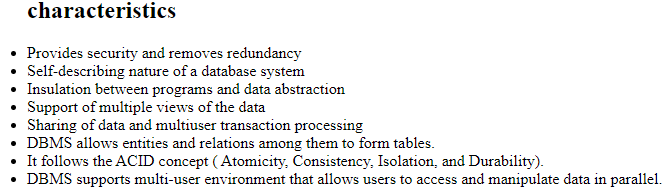 characteristics
Provides security and removes redundancy
Self-describing nature of a database system
Insulation between programs and data abstraction
Support of multiple views of the data
Sharing of data and multiuser transaction processing
DBMS allows entities and relations among them to form tables.
It follows the ACID concept ( Atomicity, Consistency, Isolation, and Durability).
DBMS supports multi-user environment that allows users to access and manipulate data in parallel.